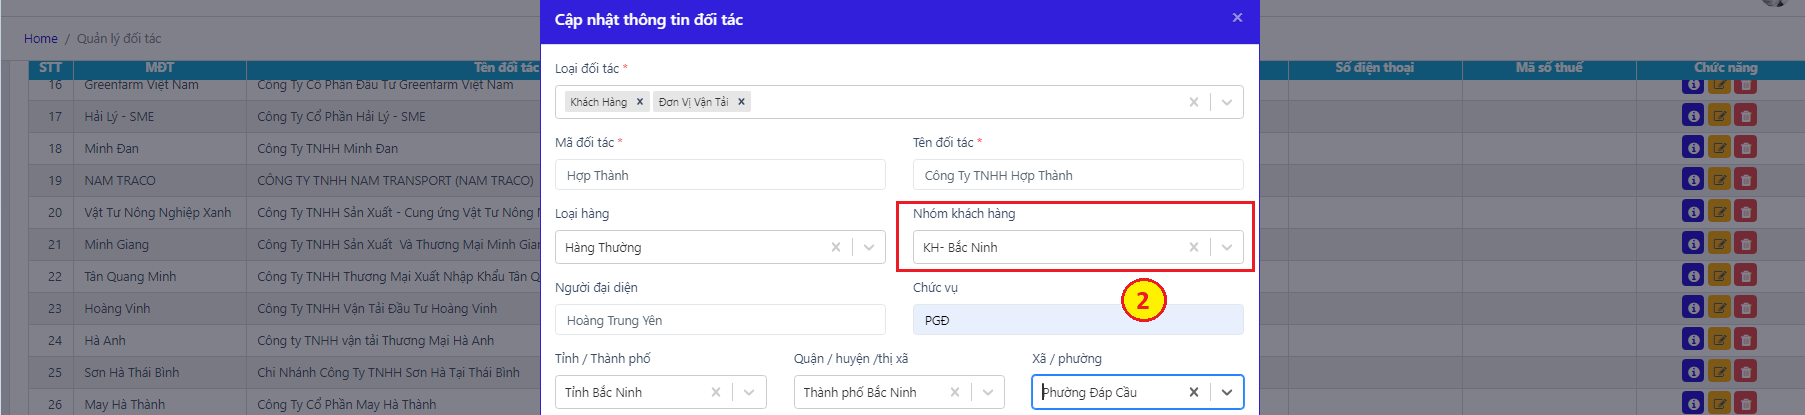 Cập nhật thông tin đối tác ×
Home / Quản lý đối tác
Loại đối tác *
Khách Hàng × Đơn Vị Vận Tải ×
Mã đối tác * Tên đối tác *
Hợp Thành Công Ty TNHH Hợp Thành
Loại hàng Nhóm khách hàng
Hàng Thường KH- Bắc Ninh
Người đại diện Chức vụ
2
Hoàng Trung Yên PGĐ
Tỉnh / Thành phố Quận / huyện /thị xã Xã / phường
Tỉnh Bắc Ninh Thành phố Bắc Ninh Phường Đáp Cầu
STT MĐT Tên đối tác Số điện thoại Mã số thuế Chức năng
16 Greenfarm Việt Nam Công Ty Cổ Phần Đầu Tư Greenfarm Việt Nam
17 Hải Lý - SME Công Ty Cổ Phần Hải Lý - SME
18 Minh Đan Công Ty TNHH Minh Đan
19 NAM TRACO CÔNG TY TNHH NAM TRANSPORT (NAM TRACO)
20 Vật Tư Nông Nghiệp Xanh Công Ty TNHH Sản Xuất - Cung ứng Vật Tư Nông
21 Minh Giang Công Ty TNHH Sản Xuất Và Thương Mại Minh Gia
22 Tân Quang Minh Công Ty TNHH Thương Mại Xuất Nhập Khẩu Tân Q
23 Hoàng Vinh Công Ty TNHH Vận Tải Đầu Tư Hoàng Vinh
24 Hà Anh Công ty TNHH vận tải Thương Mại Hà Anh
25 Sơn Hà Thái Bình Chi Nhánh Công Ty TNHH Sơn Hà Tại Thái Bình
26 May Hà Thành Công Ty Cổ Phần May Hà Thành